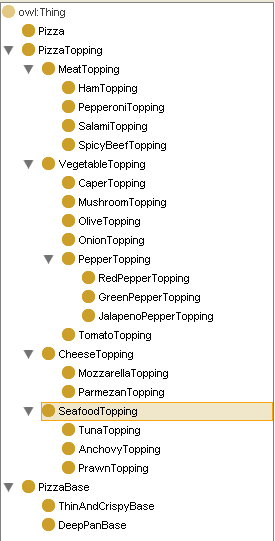 owl:Thing
Pizza
PizzaTopping
MeatTopping
HamTopping
PepperoniTopping
SalamiTopping
SpicyBeefTopping
VegetableTopping
CaperTopping
MushroomTopping
OliveTopping
OnionTopping
PepperTopping
RedPepperTopping
GreenPepperTopping
JalapenoPepperTopping
TomatoTopping
CheeseTopping
MozzarellaTopping
ParmezanTopping
SeafoodTopping
TunaTopping
AnchovyTopping
PrawnTopping
PizzaBase
ThinAndCrispyBase
DeepPanBase